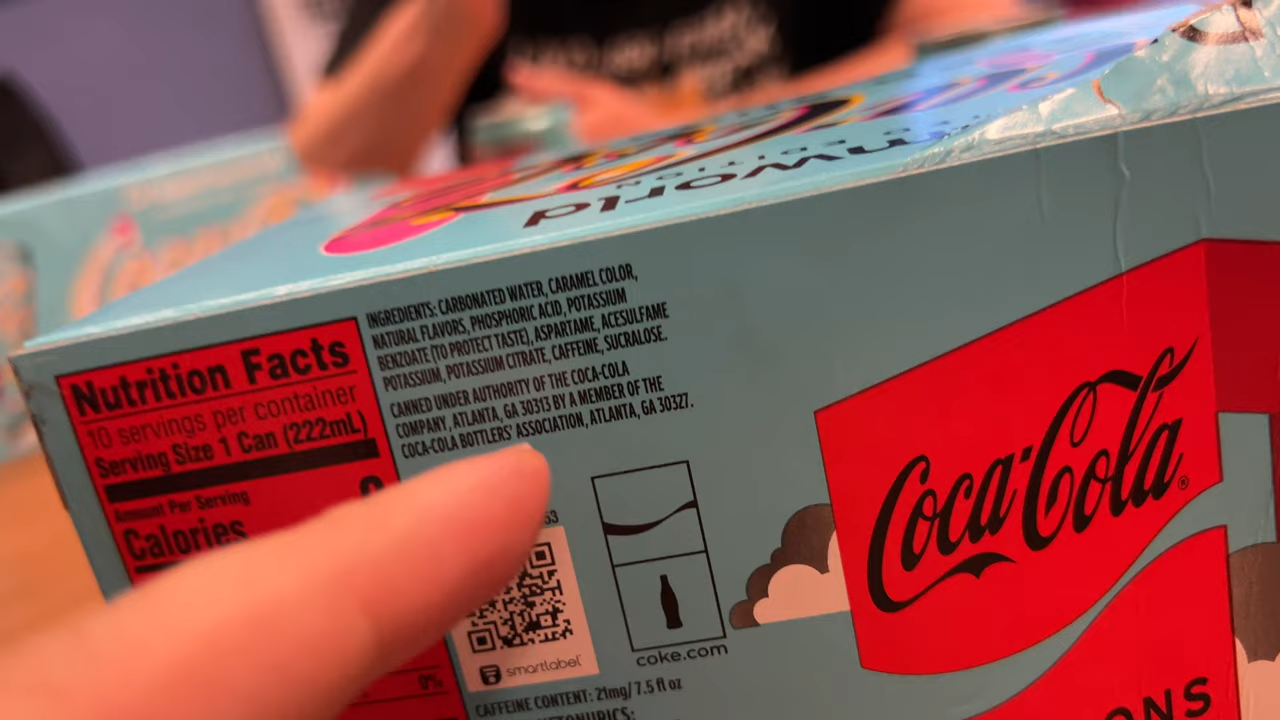 Nutrition Facts
10 servings per container
Serving Size 1 Can (222mL)
Amount Per Serving
Calories
0%
INGREDIENTS: CARBONATED WATER, CARAMEL COLOR,
NATURAL FLAVORS, PHOSPHORIC ACID, POTASSIUM
BENZOATE (TO PROTECT TASTE), ASPARTAME, ACESULFAME
POTASSIUM, POTASSIUM CITRATE, CAFFEINE, SUCRALOSE.
CANNED UNDER AUTHORITY OF THE COCA-COLA
COMPANY, ATLANTA, GA 30313 BY A MEMBER OF THE
COCA-COLA BOTTLERS' ASSOCIATION, ATLANTA, GA 30327.
smartlabel
coke.com
CAFFEINE CONTENT: 21mg/7.5 fl oz
Coca-Cola®
EDITION